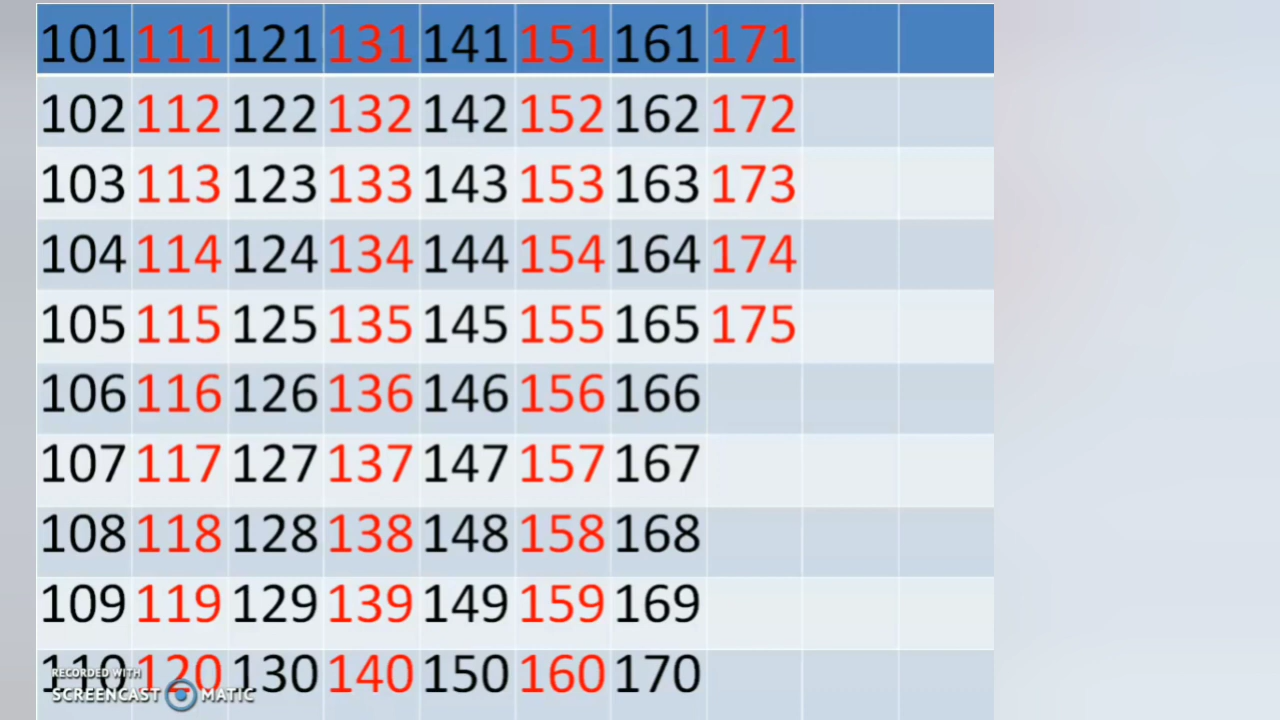 101 111 121 131 141 151 161 171
102 112 122 132 142 152 162 172
103 113 123 133 143 153 163 173
104 114 124 134 144 154 164 174
105 115 125 135 145 155 165 175
106 116 126 136 146 156 166
107 117 127 137 147 157 167
108 118 128 138 148 158 168
109 119 129 139 149 159 169
110 120 130 140 150 160 170
RECORDED WITH
SCREENCAST MATIC